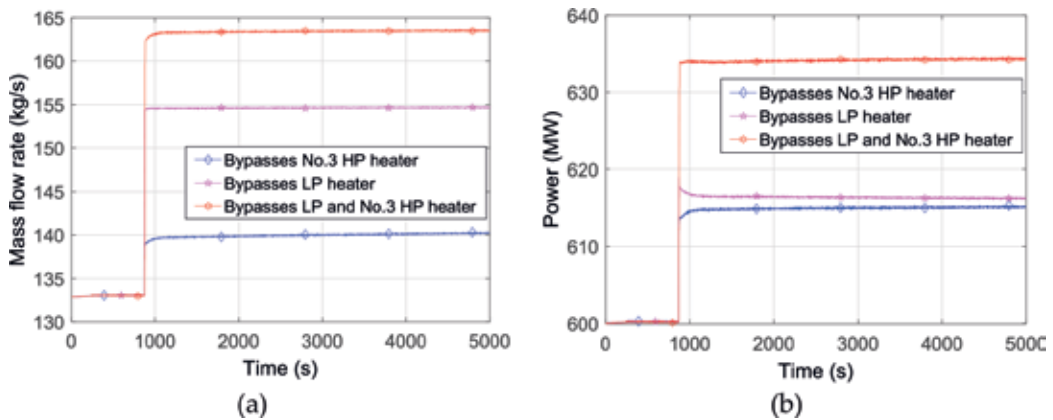 165
160
155
150
145
140
135
130
Mass flow rate (kg/s)
Bypasses No.3 HP heater
Bypasses LP heater
Bypasses LP and No.3 HP heater
0 1000 2000 3000 4000 5000
Time (s)
(a)
640
630
620
610
600
Power (MW)
Bypasses No.3 HP heater
Bypasses LP heater
Bypasses LP and No.3 HP heater
0 1000 2000 3000 4000 5000
Time (s)
(b)